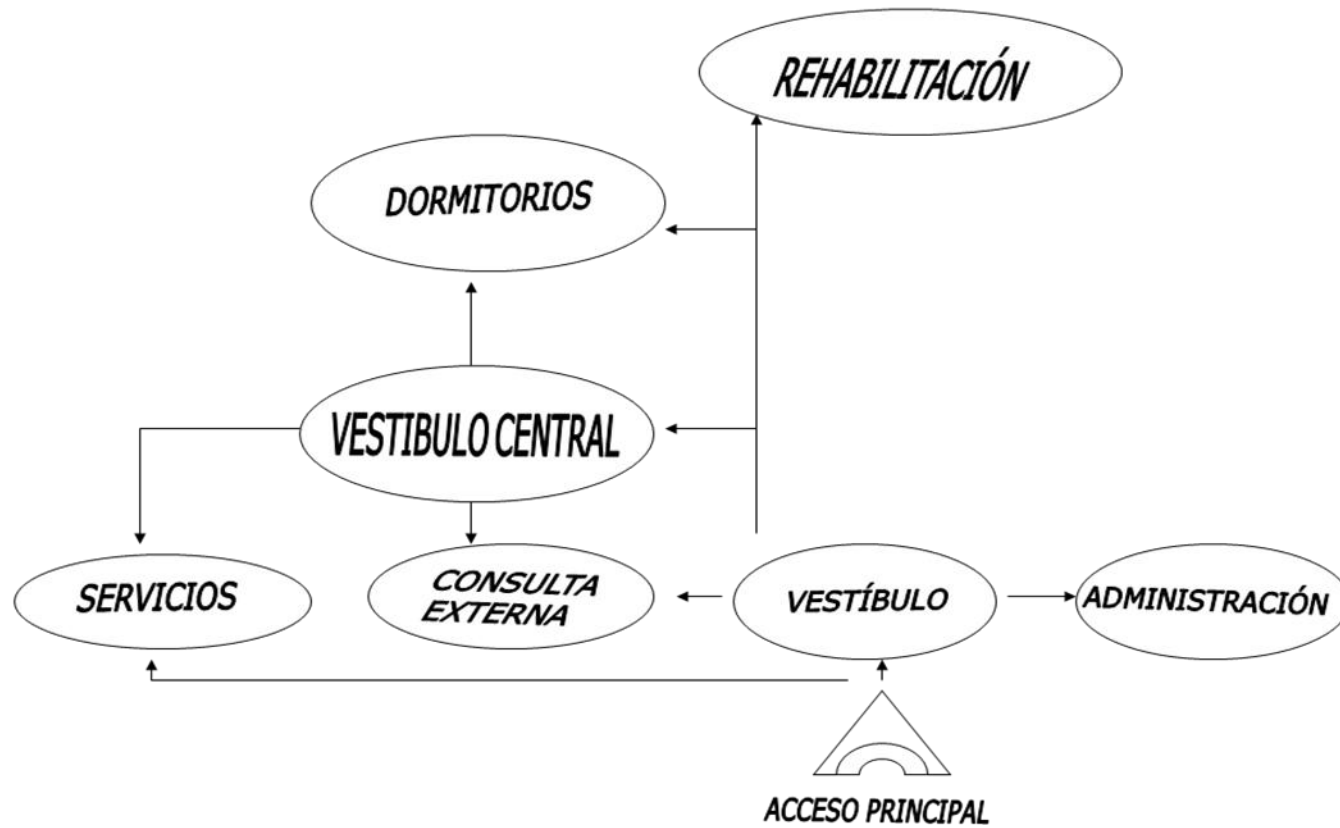 REHABILITACIÓN
DORMITORIOS
VESTIBULO CENTRAL
SERVICIOS
CONSULTA
EXTERNA
VESTÍBULO
ADMINISTRACIÓN
ACCESO PRINCIPAL